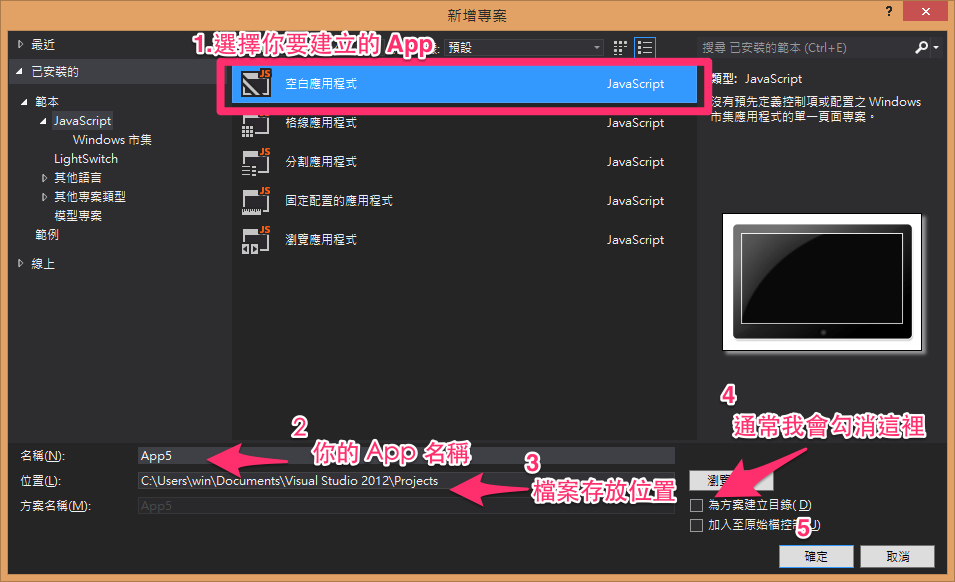 新增專案
?
最近
1.選擇你要建立的 App
預設
搜尋 已安裝的範本 (Ctrl+E)
已安裝的
範本
JavaScript
Windows 市集
LightSwitch
其他語言
其他專案類型
模型專案
範例
線上
JS 空白應用程式 JavaScript
JS 格線應用程式 JavaScript
JS 分割應用程式 JavaScript
JS 固定配置的應用程式 JavaScript
JS 瀏覽應用程式 JavaScript
類型: JavaScript
沒有預先定義控制項或配置之 Windows
市集應用程式的單一頁面專案。
4
通常我會勾消這裡
2
你的 App 名稱
名稱(N): App5
3
檔案存放位置
位置(L): C:\Users\win\Documents\Visual Studio 2012\Projects
方案名稱(M): App5
為方案建立目錄(D)
加入至原始檔控
5
確定
取消